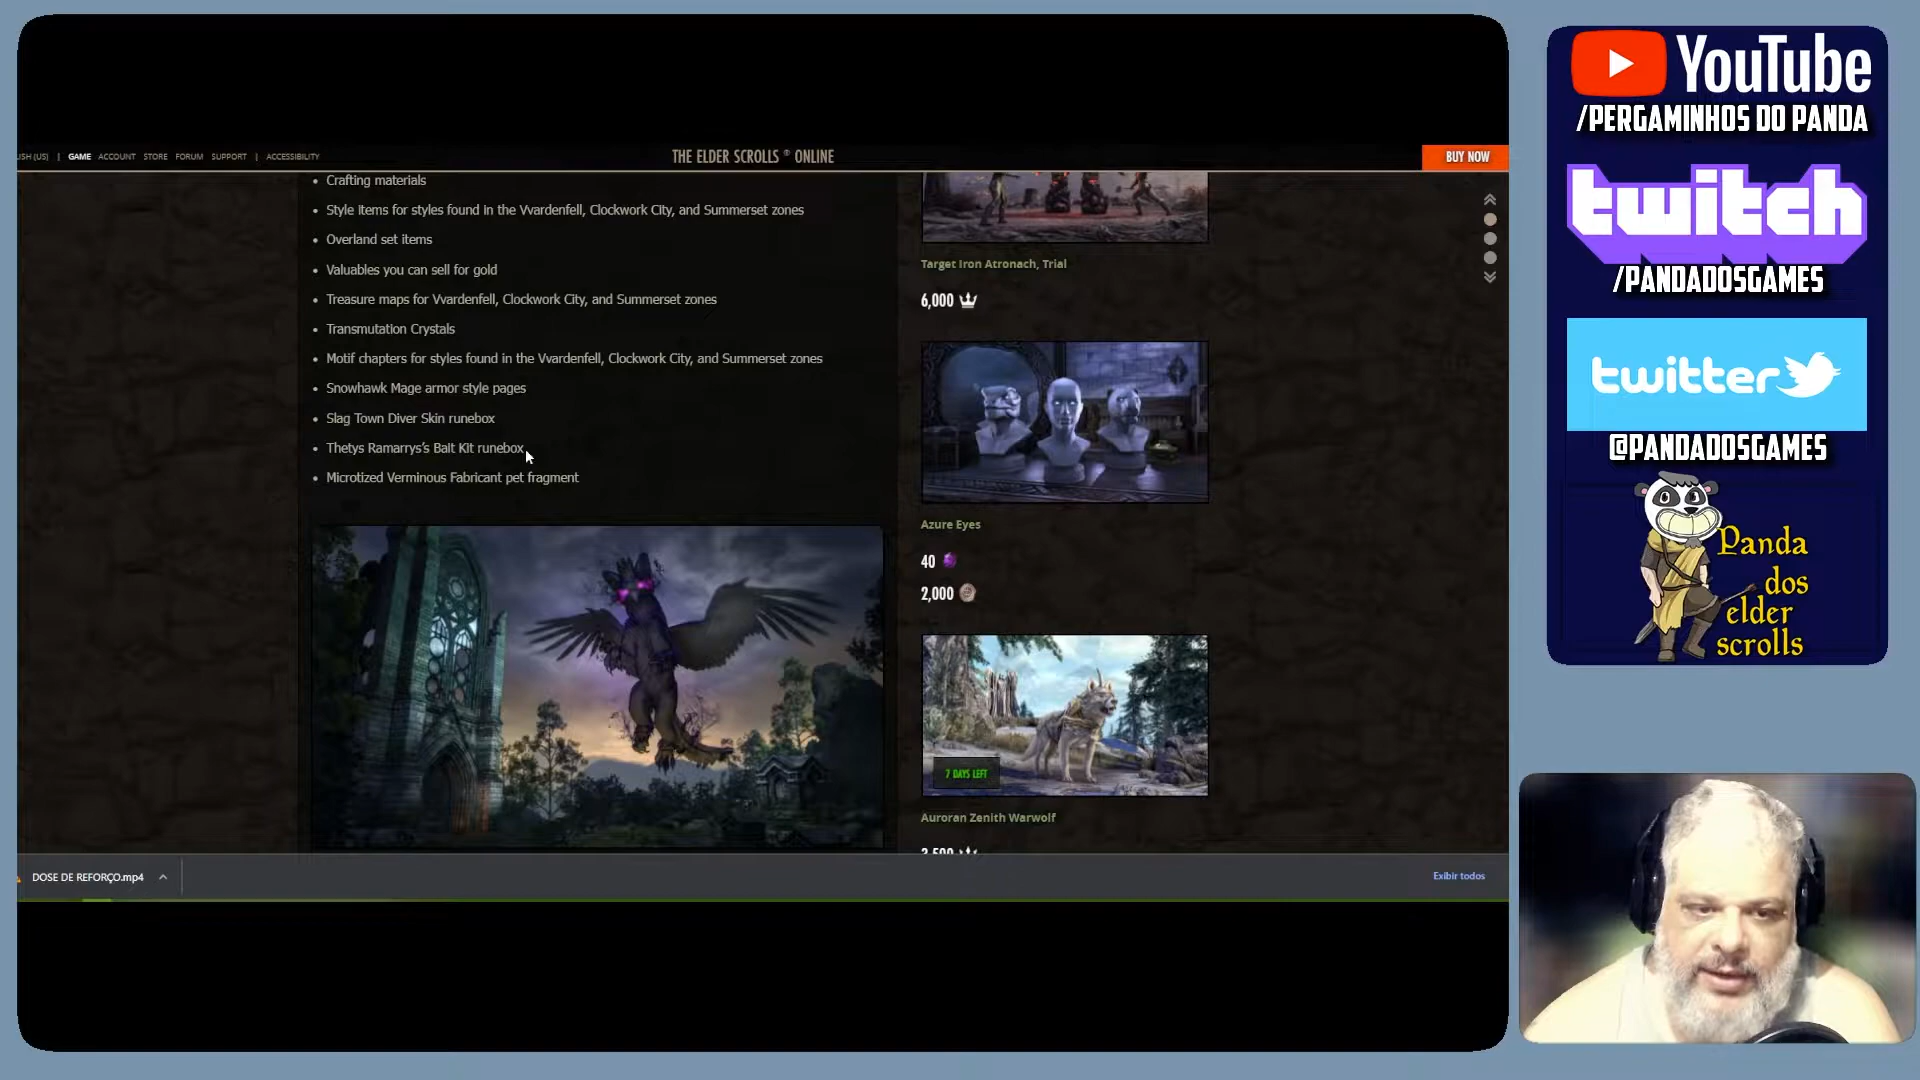 USH (US) | GAME ACCOUNT STORE FORUM SUPPORT | ACCESSIBILITY
THE ELDER SCROLLS ® ONLINE
BUY NOW
• Crafting materials
• Style items for styles found in the Vvardenfell, Clockwork City, and Summerset zones
• Overland set items
• Valuables you can sell for gold
• Treasure maps for Vvardenfell, Clockwork City, and Summerset zones
• Transmutation Crystals
• Motif chapters for styles found in the Vvardenfell, Clockwork City, and Summerset zones
• Snowhawk Mage armor style pages
• Slag Town Diver Skin runebox
• Thetys Ramarrys's Bait Kit runebox
• Microtized Verminous Fabricant pet fragment
Target Iron Atronach, Trial
6,000
Azure Eyes
40
2,000
7 DAYS LEFT
Auroran Zenith Warwolf
DOSE DE REFORÇO.mp4
Exibir todos
YouTube
/PERGAMINHOS DO PANDA
twitch
/PANDADOSGAMES
twitter
@PANDADOSGAMES
Panda
dos
elder
scrolls